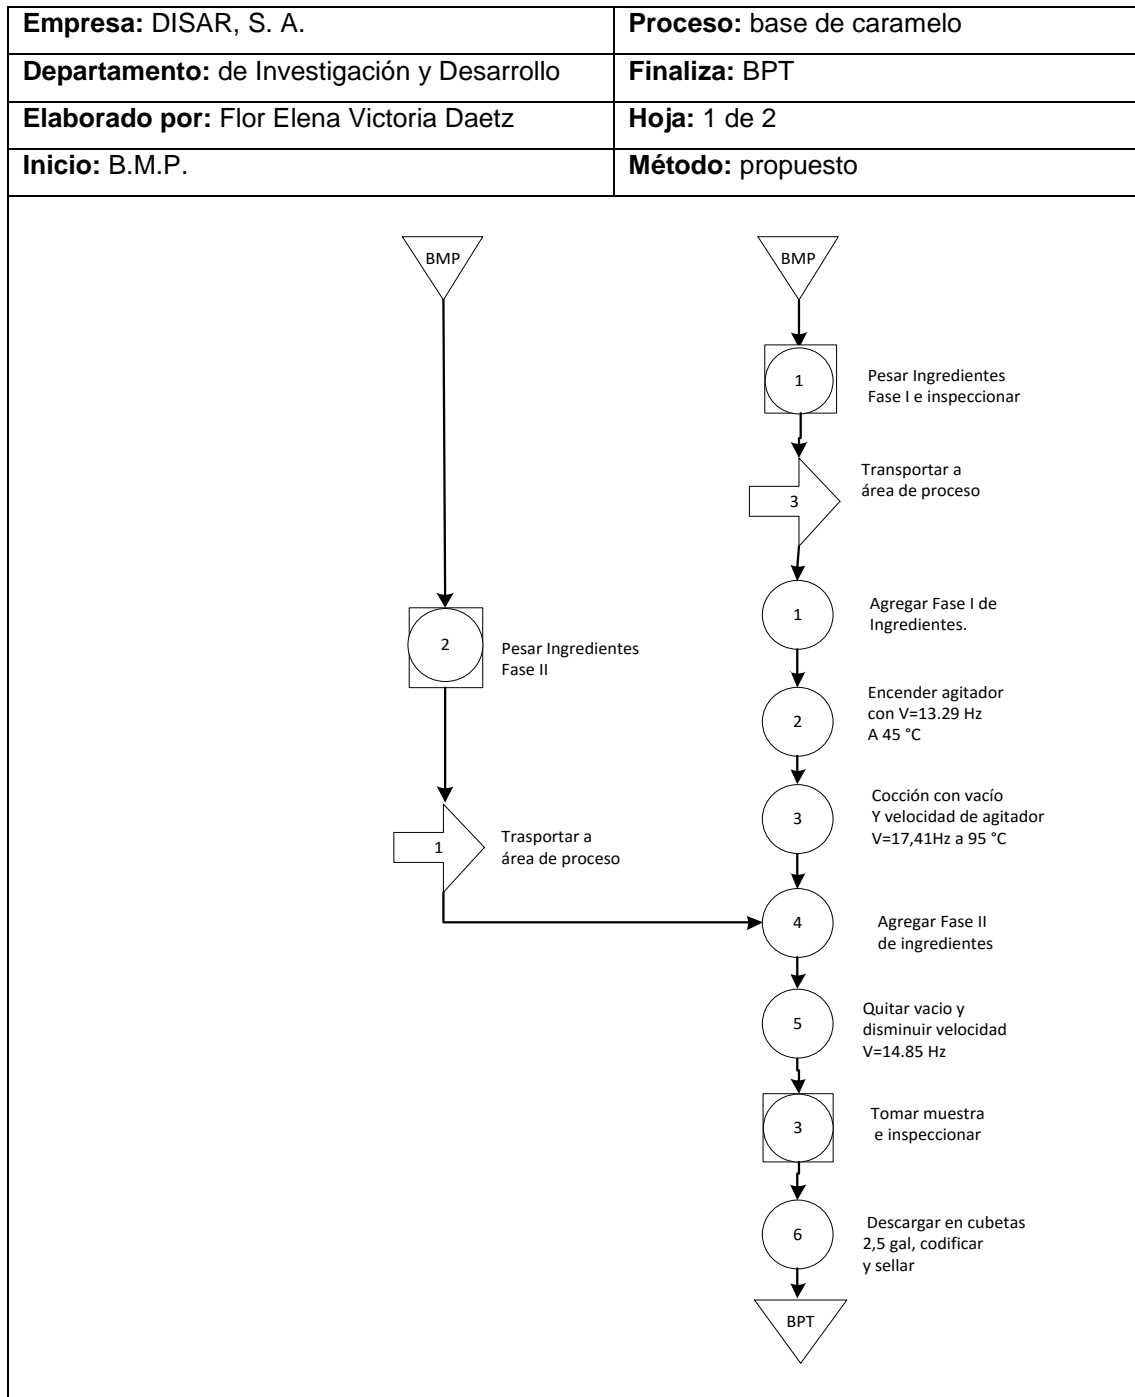 Empresa: DISAR, S. A.
Proceso: base de caramelo
Departamento: de Investigación y Desarrollo
Finaliza: BPT
Elaborado por: Flor Elena Victoria Daetz
Hoja: 1 de 2
Inicio: B.M.P.
Método: propuesto
BMP
BMP
1
Pesar Ingredientes
Fase I e inspeccionar
3
Transportar a
área de proceso
1
Agregar Fase I de
Ingredientes.
2
Pesar Ingredientes
Fase II
2
Encender agitador
con V=13.29 Hz
A 45 °C
3
Cocción con vacío
Y velocidad de agitador
V=17,41Hz a 95 °C
1
Trasportar a
área de proceso
4
Agregar Fase II
de ingredientes
5
Quitar vacio y
disminuir velocidad
V=14.85 Hz
3
Tomar muestra
e inspeccionar
6
Descargar en cubetas
2,5 gal, codificar
y sellar
BPT